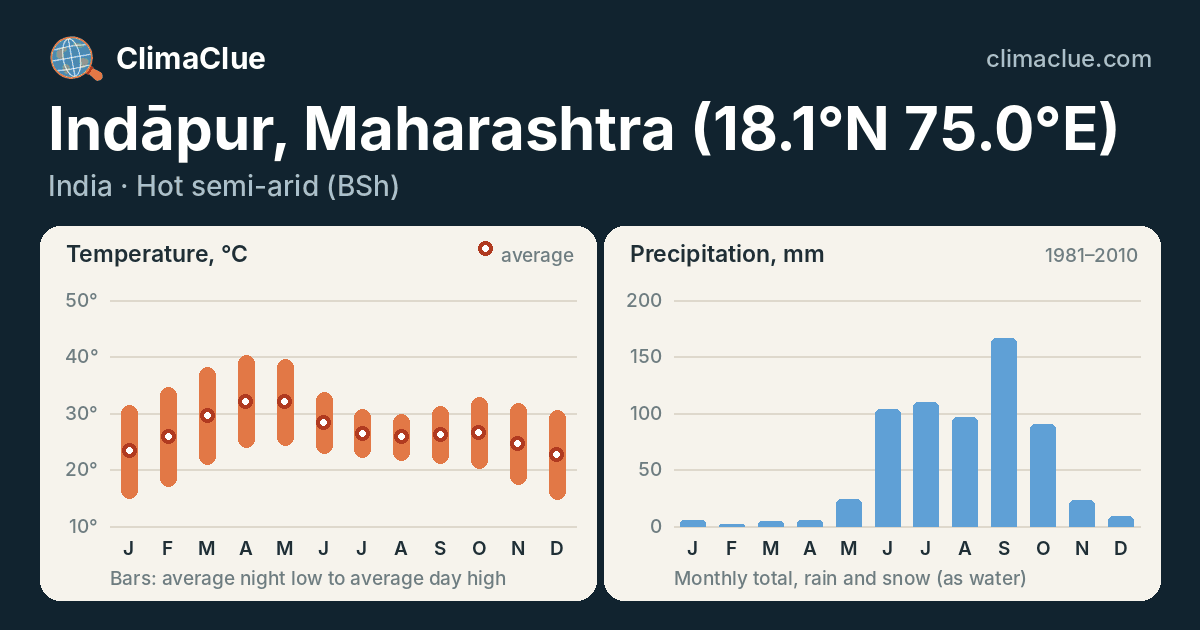 ClimaClue
climaclue.com
Indāpur, Maharashtra (18.1°N 75.0°E)
India · Hot semi-arid (BSh)
Temperature, °C
average
50°
40°
30°
20°
10°
J F M A M J J A S O N D
Bars: average night low to average day high
Precipitation, mm
1981–2010
200
150
100
50
0
J F M A M J J A S O N D
Monthly total, rain and snow (as water)